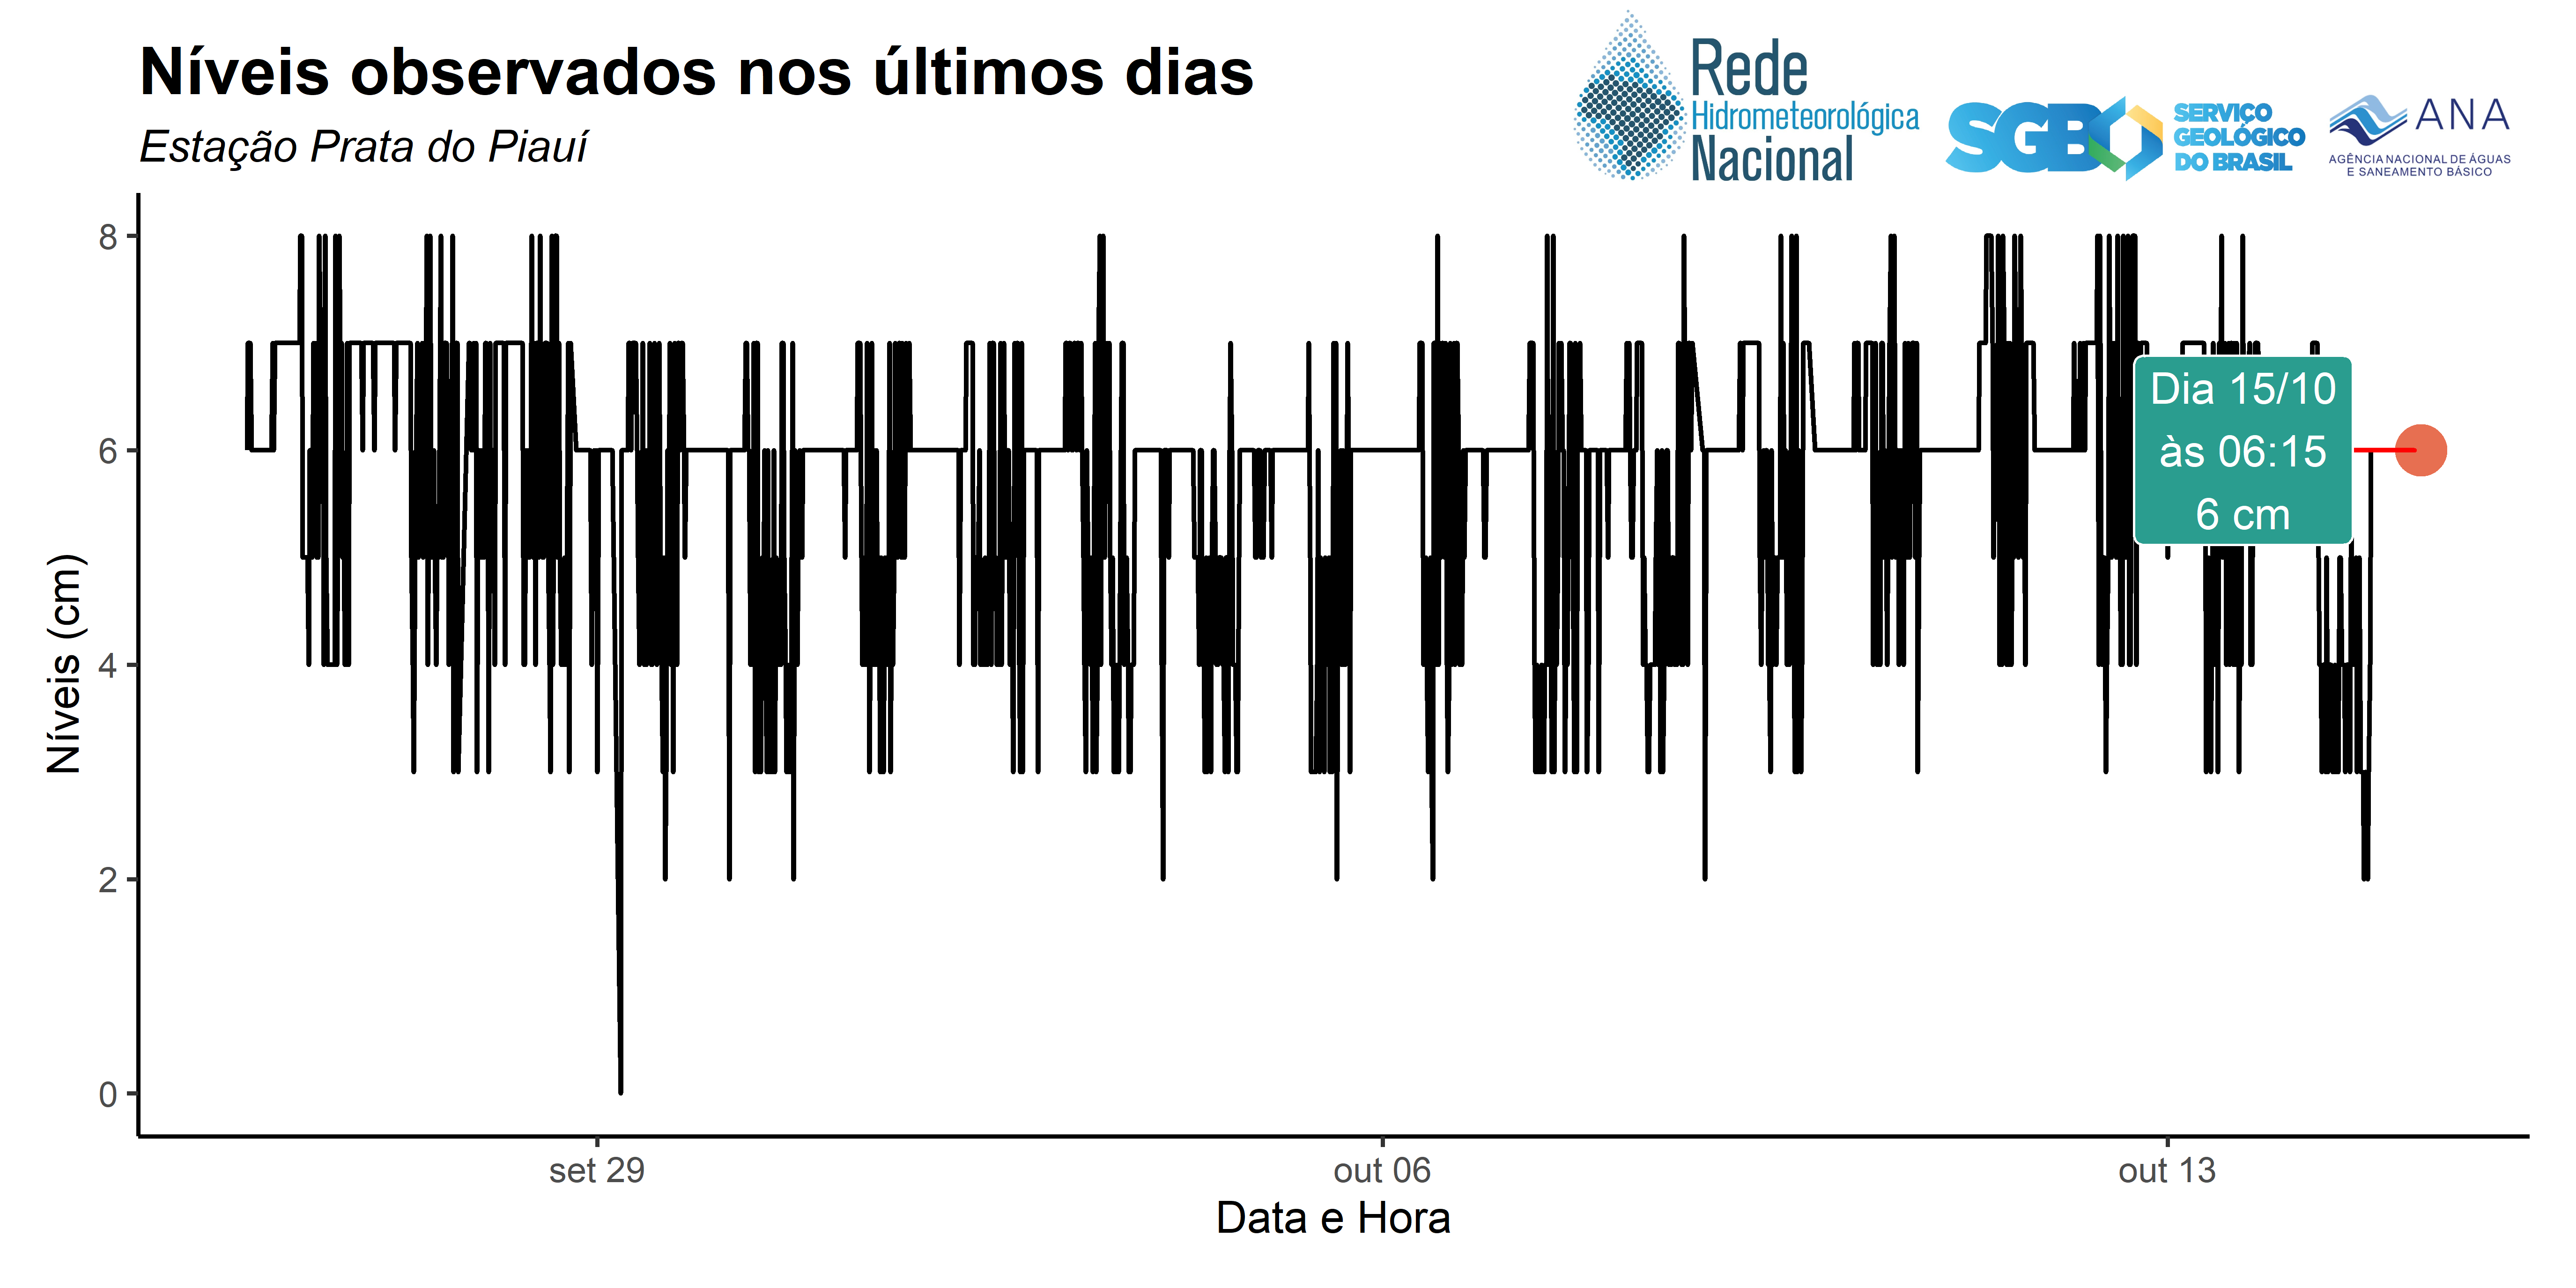 Níveis observados nos últimos dias
Estação Prata do Piauí
Rede
Hidrometeorológica
Nacional
SGB
SERVIÇO
GEOLÓGICO
DO BRASIL
ANA
AGÊNCIA NACIONAL DE ÁGUAS
E SANEAMENTO BÁSICO
8
6
4
2
0
Níveis (cm)
Dia 15/10
às 06:15
6 cm
set 29
out 06
out 13
Data e Hora